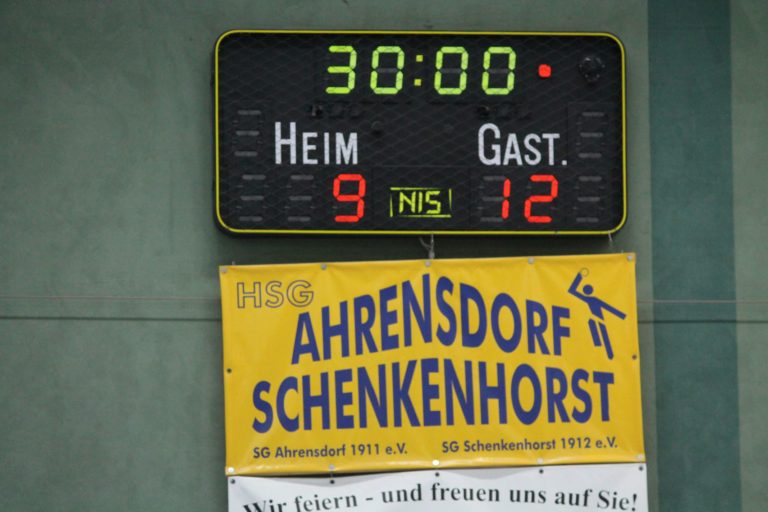 30:00
HEIM GAST.
9 NIS 12
HSG
AHRENSDORF
SCHENKENHORST
SG Ahrensdorf 1911 e.V. SG Schenkenhorst 1912 e.V.
Wir feiern - und freuen uns auf Sie!